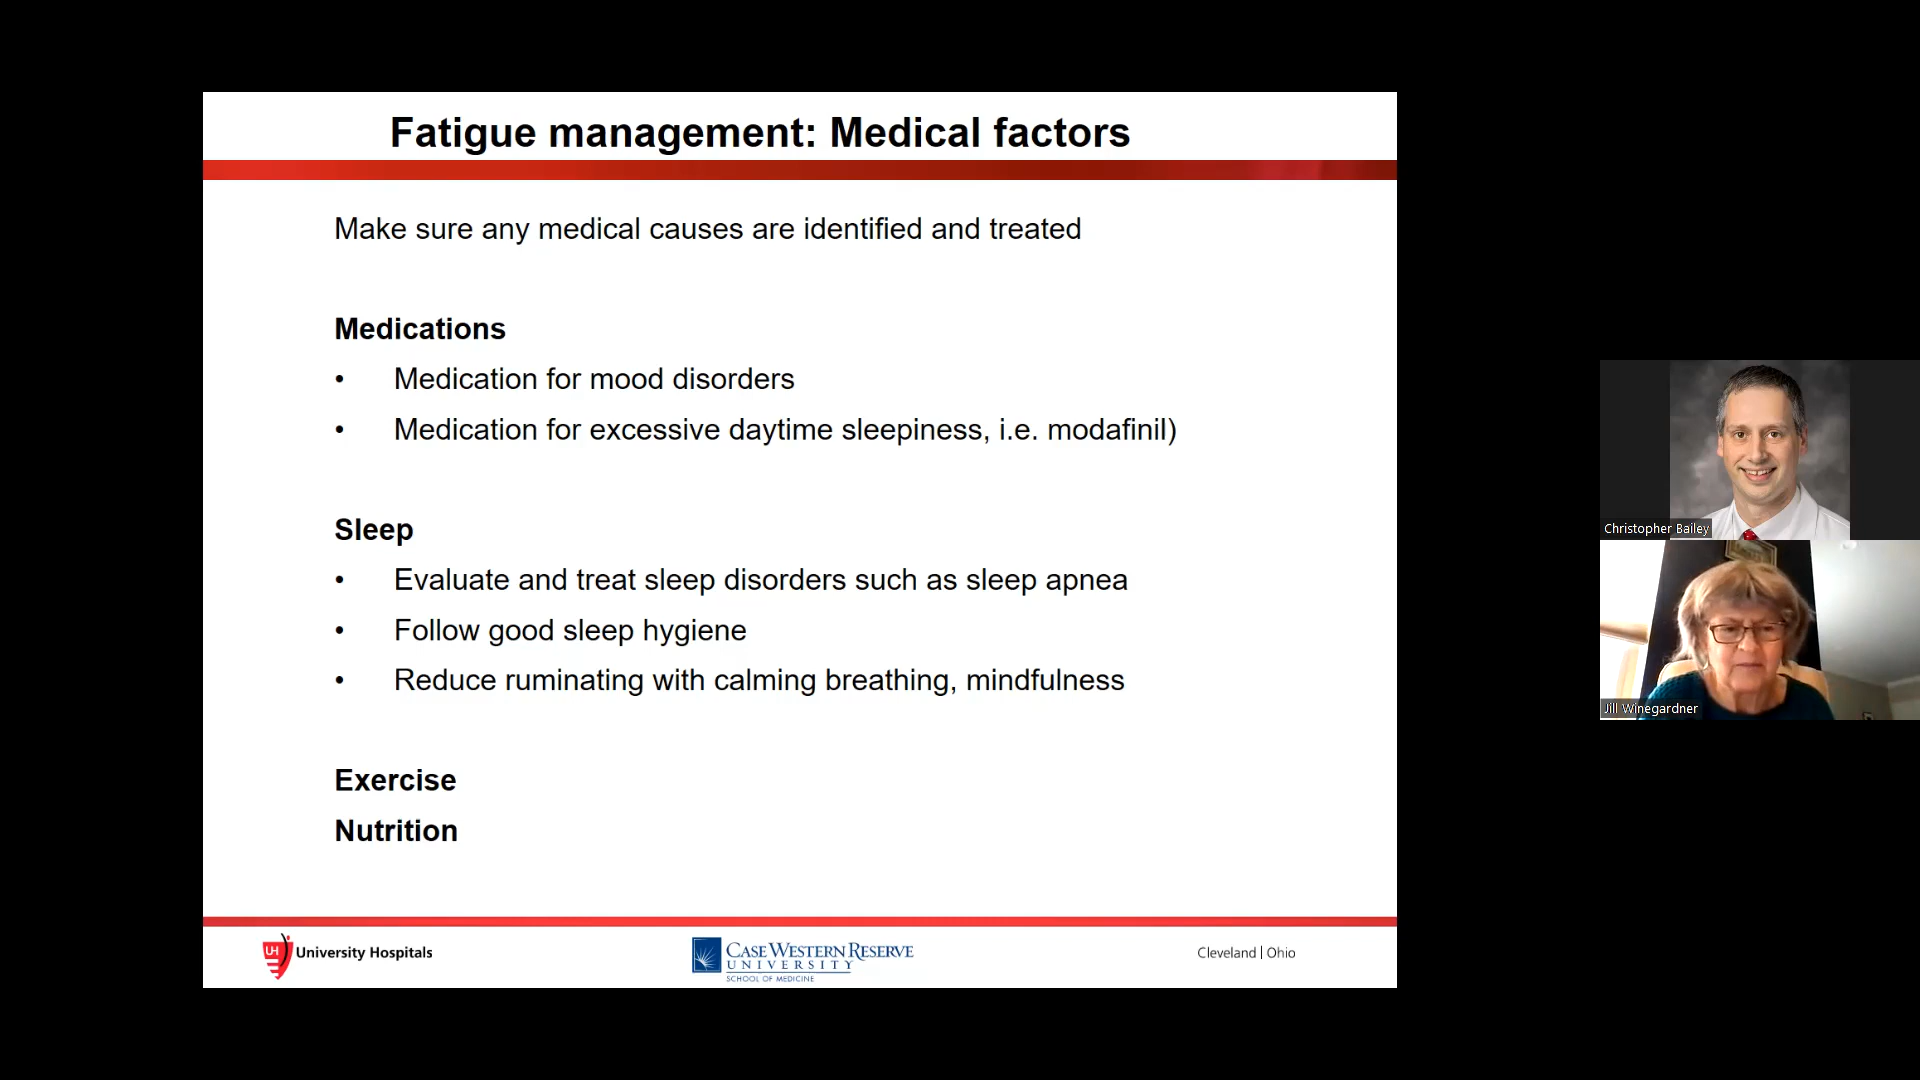 Fatigue management: Medical factors
Make sure any medical causes are identified and treated
Medications
• Medication for mood disorders
• Medication for excessive daytime sleepiness, i.e. modafinil)
Sleep
• Evaluate and treat sleep disorders such as sleep apnea
• Follow good sleep hygiene
• Reduce ruminating with calming breathing, mindfulness
Exercise
Nutrition
UH University Hospitals
CASE WESTERN RESERVE
UNIVERSITY
SCHOOL OF MEDICINE
Cleveland | Ohio
Christopher Bailey
Jill Winegardner